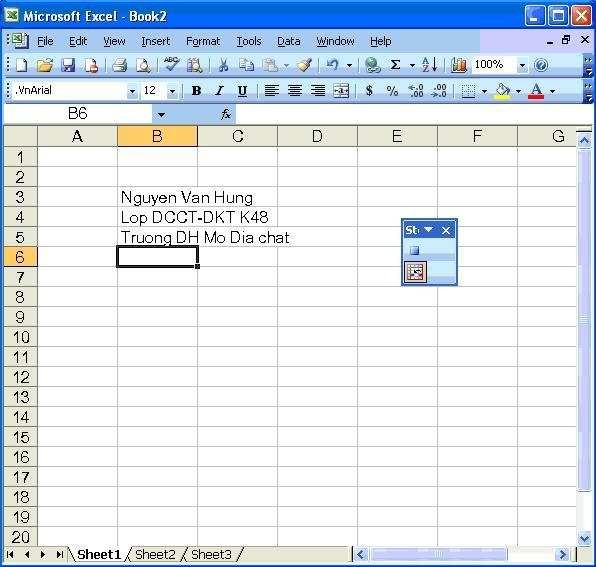 Microsoft Excel - Book2
File Edit View Insert Format Tools Data Window Help
Σ 100%
.VnArial 12 B I U $ % ,
B6 fx
A B C D E F G
1
2
3 Nguyen Van Hung
4 Lop DCCT-DKT K48
5 Truong DH Mo Dia chat
St
6
7
8
9
10
11
12
13
14
15
16
17
18
19
20
Sheet1 Sheet2 Sheet3